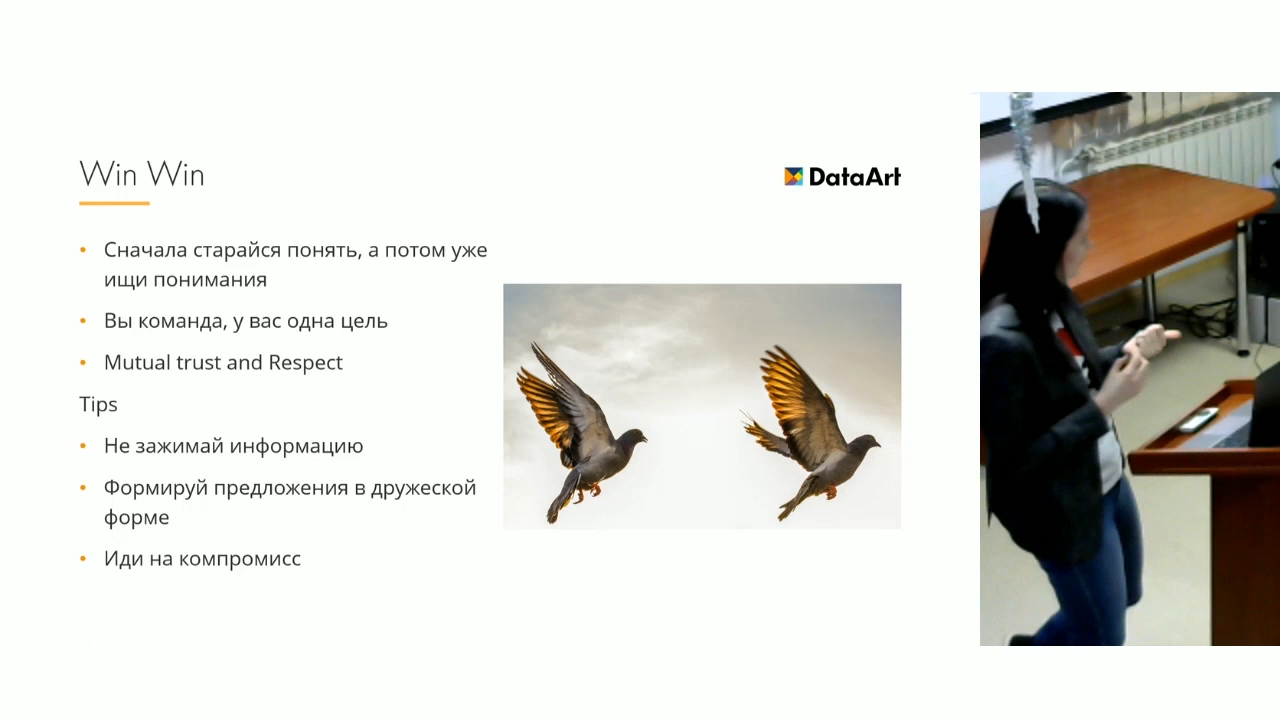 Win Win
DataArt
Сначала старайся понять, а потом уже
ищи понимания
Вы команда, у вас одна цель
Mutual trust and Respect
Tips
Не зажимай информацию
Формируй предложения в дружеской
форме
Иди на компромисс